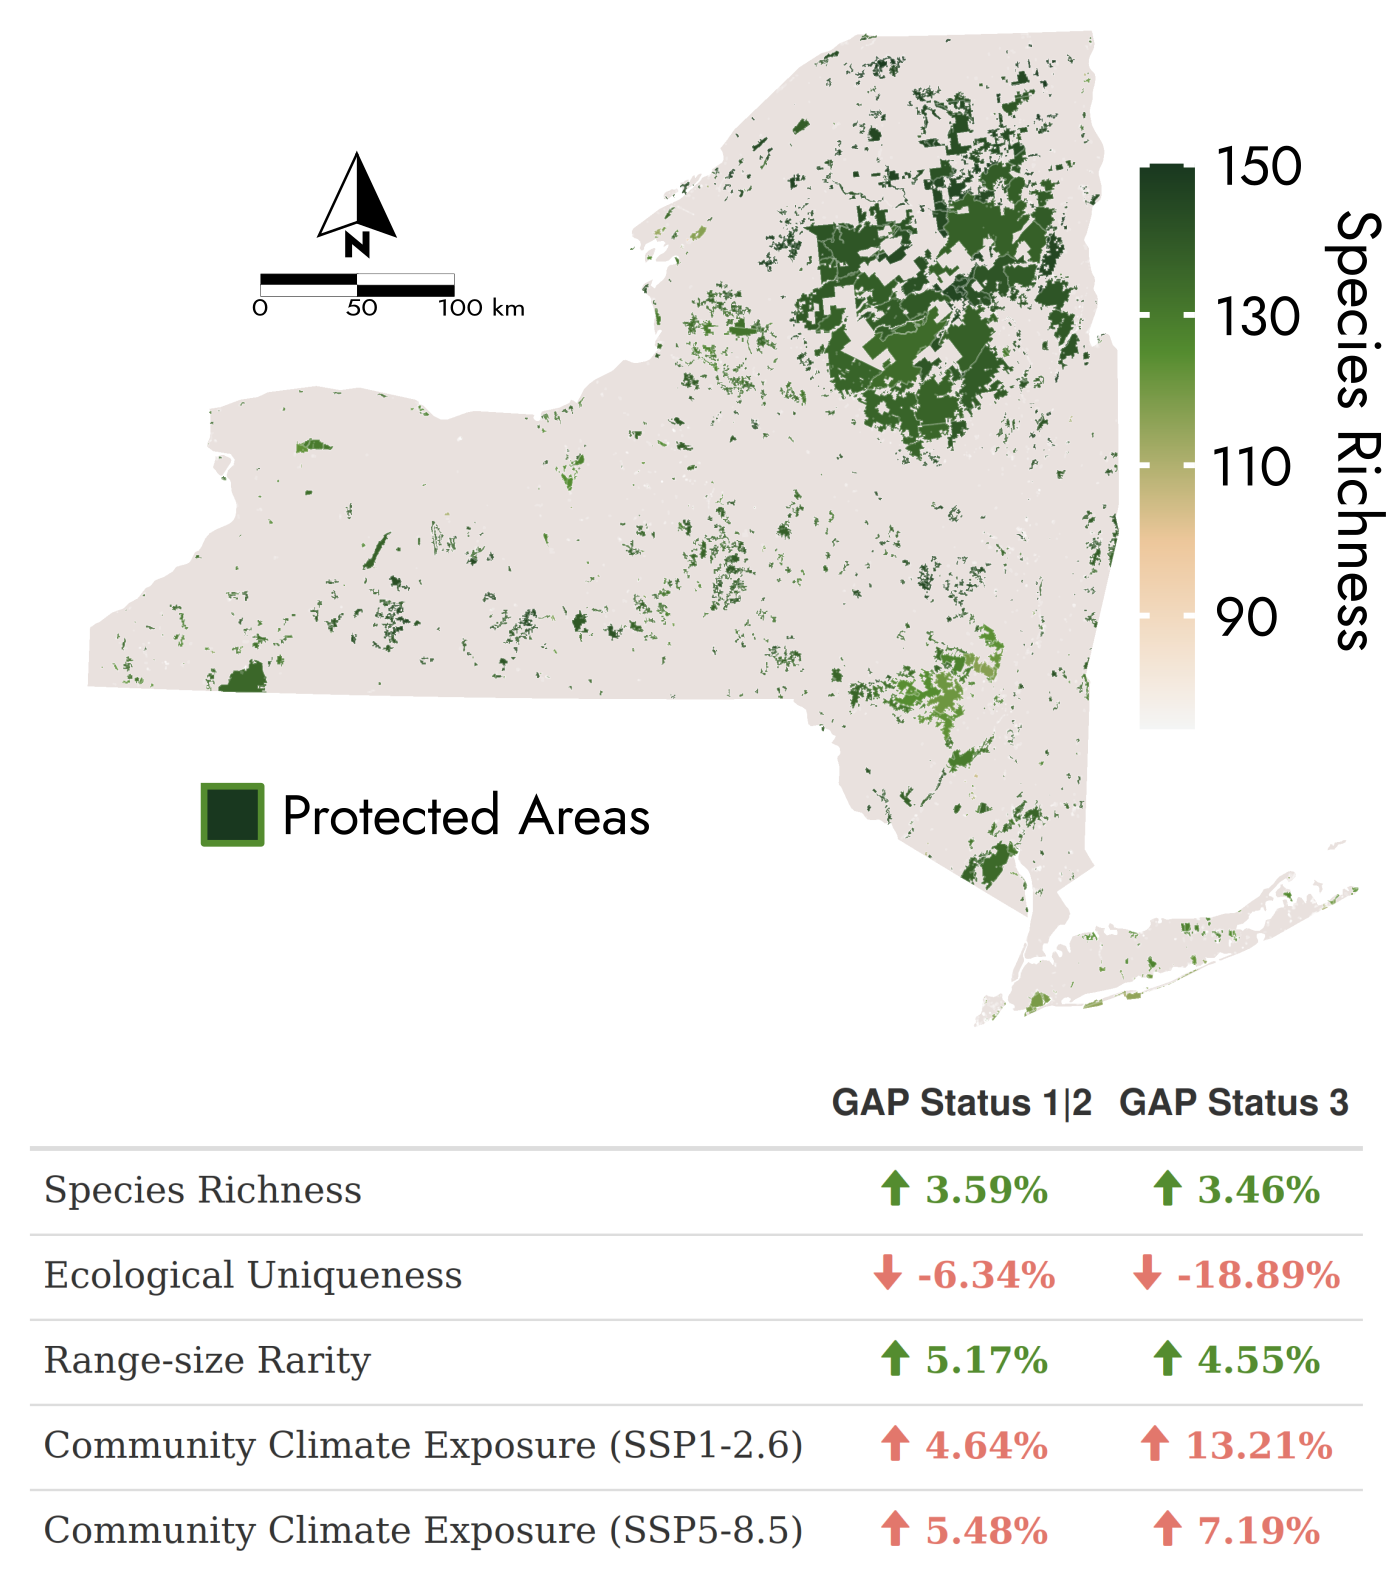 N
0 50 100 km
150
130
110
90
Species Richness
Protected Areas
GAP Status 1|2 GAP Status 3
Species Richness 3.59% 3.46%
Ecological Uniqueness -6.34% -18.89%
Range-size Rarity 5.17% 4.55%
Community Climate Exposure (SSP1-2.6) 4.64% 13.21%
Community Climate Exposure (SSP5-8.5) 5.48% 7.19%